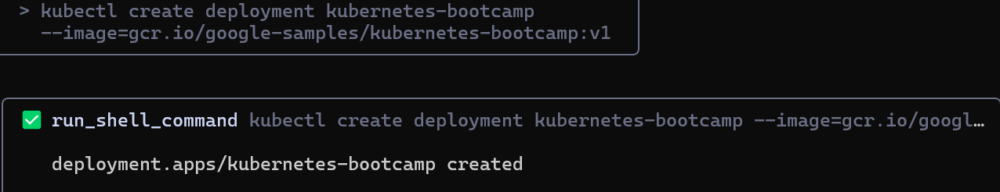 > kubectl create deployment kubernetes-bootcamp
--image=gcr.io/google-samples/kubernetes-bootcamp:v1
✅ run_shell_command kubectl create deployment kubernetes-bootcamp --image=gcr.io/googl…
deployment.apps/kubernetes-bootcamp created